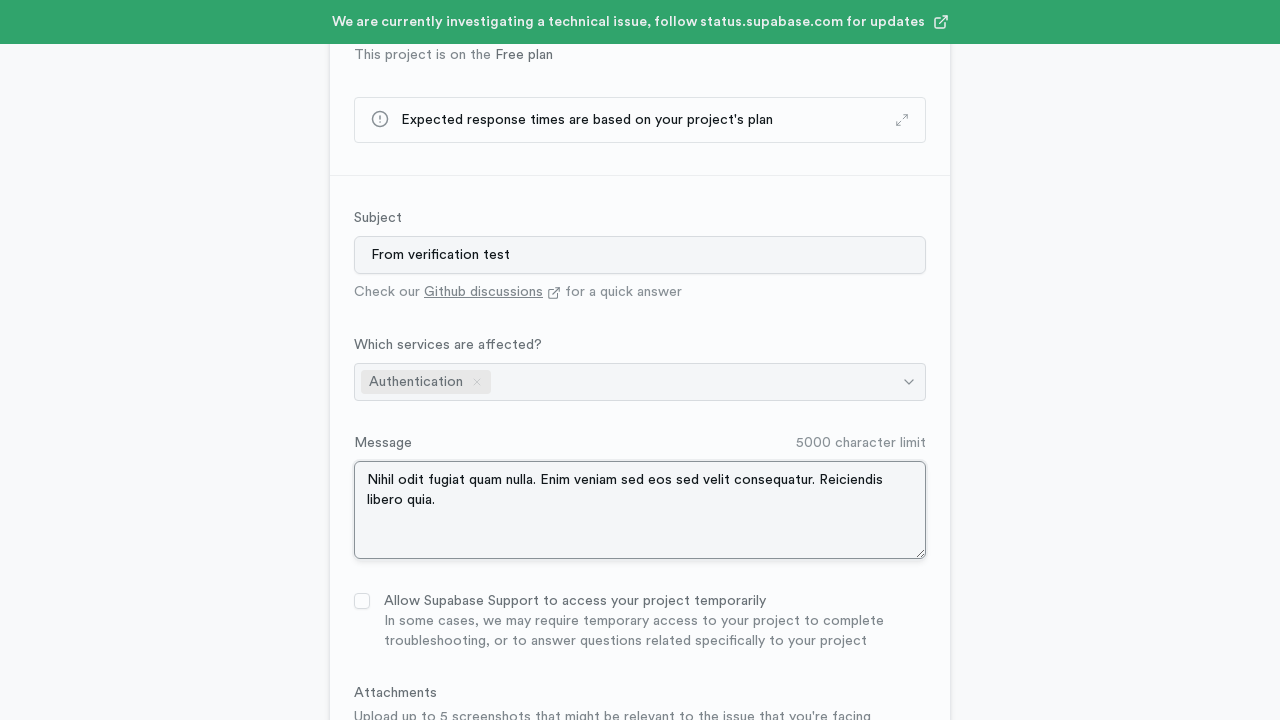 We are currently investigating a technical issue, follow status.supabase.com for updates
This project is on the Free plan
Expected response times are based on your project's plan
Subject
From verification test
Check our Github discussions for a quick answer
Which services are affected?
Authentication
Message 5000 character limit
Nihil odit fugiat quam nulla. Enim veniam sed eos sed velit consequatur. Reiciendis
libero quia.
Allow Supabase Support to access your project temporarily
In some cases, we may require temporary access to your project to complete
troubleshooting, or to answer questions related specifically to your project
Attachments
Upload up to 5 screenshots that might be relevant to the issue that you're facing